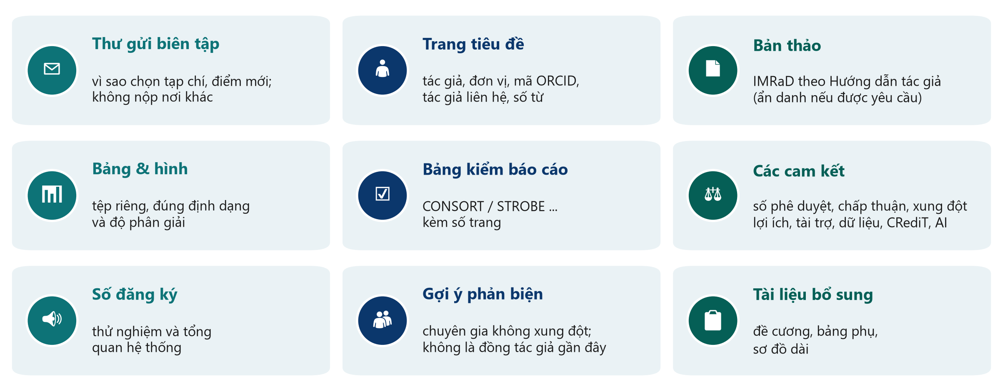 Thư gửi biên tập
vì sao chọn tạp chí, điểm mới;
không nộp nơi khác
Trang tiêu đề
tác giả, đơn vị, mã ORCID,
tác giả liên hệ, số từ
Bản thảo
IMRaD theo Hướng dẫn tác giả
(ẩn danh nếu được yêu cầu)
Bảng & hình
tệp riêng, đúng định dạng
và độ phân giải
Bảng kiểm báo cáo
CONSORT / STROBE ...
kèm số trang
Các cam kết
số phê duyệt, chấp thuận, xung đột
lợi ích, tài trợ, dữ liệu, CRediT, AI
Số đăng ký
thử nghiệm và tổng
quan hệ thống
Gợi ý phản biện
chuyên gia không xung đột;
không là đồng tác giả gần đây
Tài liệu bổ sung
đề cương, bảng phụ,
sơ đồ dài